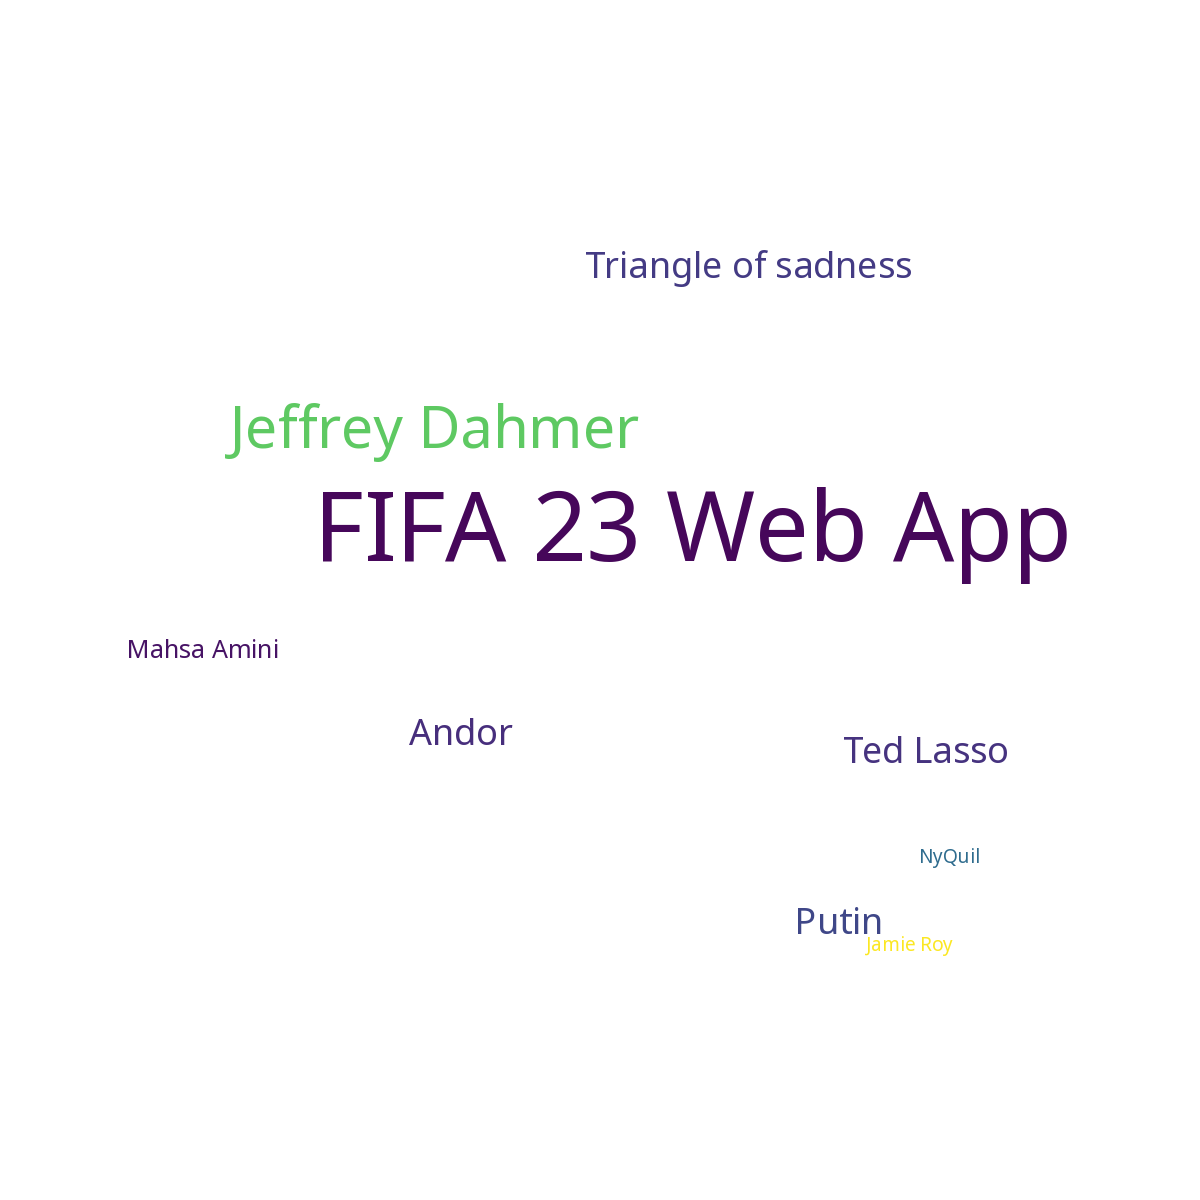 Triangle of sadness
Jeffrey Dahmer
FIFA 23 Web App
Mahsa Amini
Andor
Ted Lasso
NyQuil
Putin
Jamie Roy